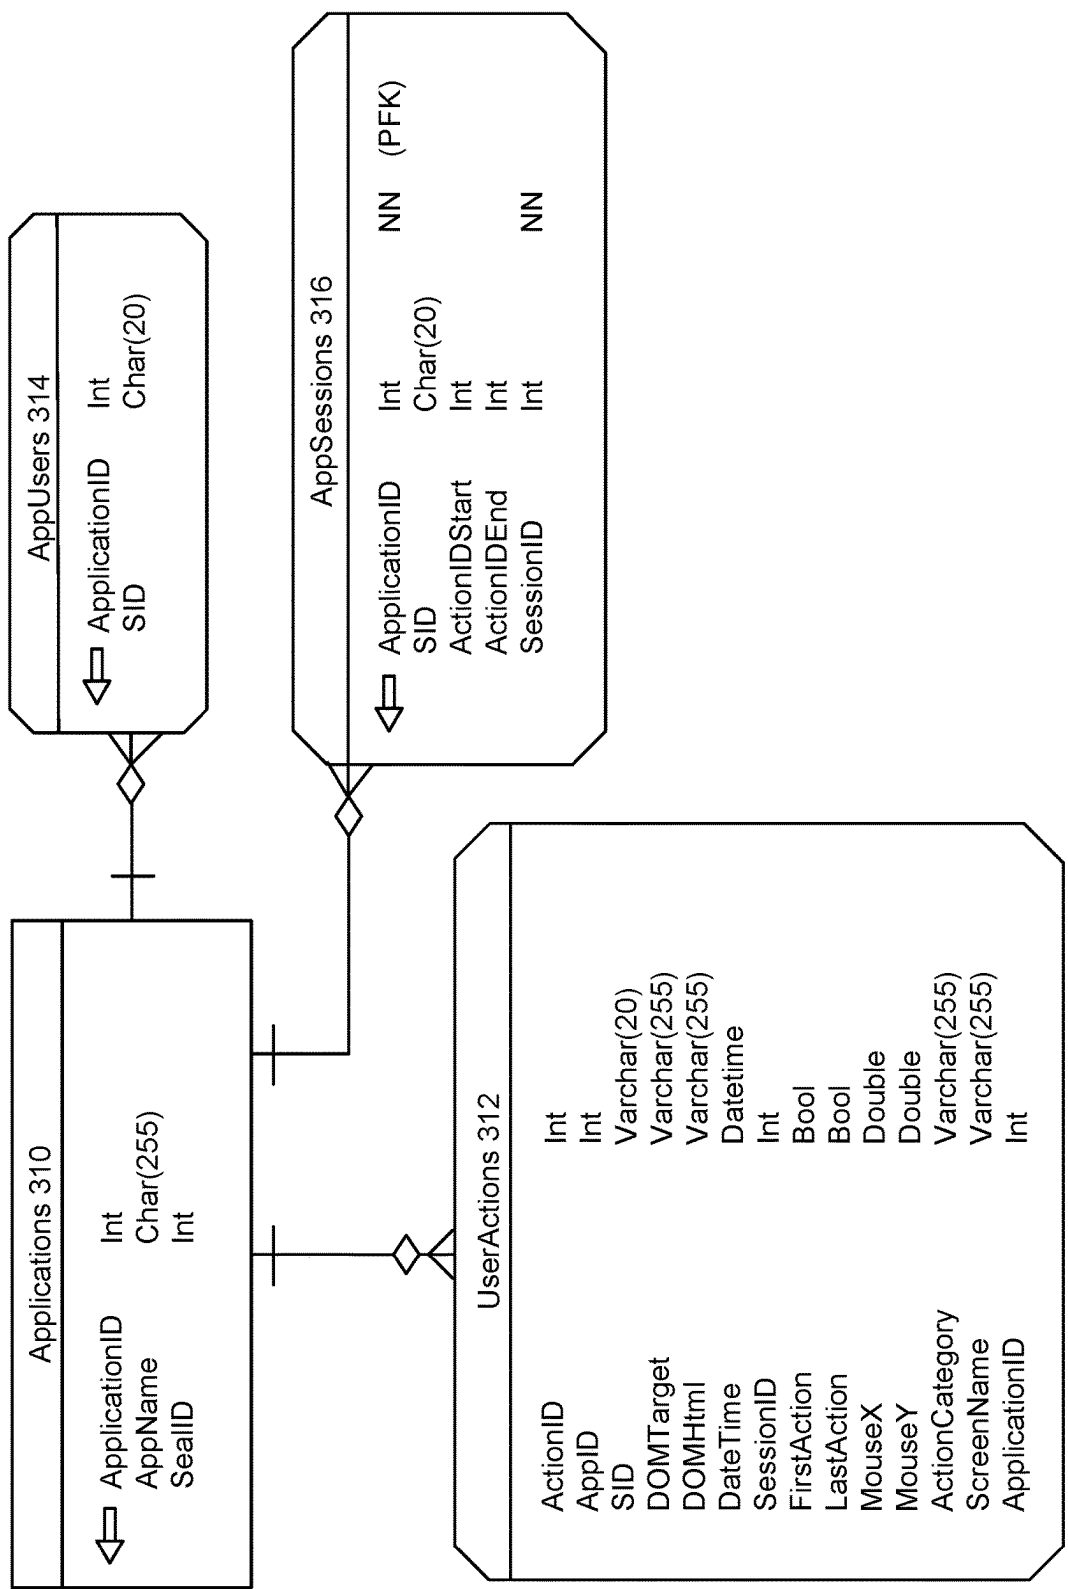 Applications 310
ApplicationID Int
AppName Char(255)
SealID Int
AppUsers 314
ApplicationID Int
SID Char(20)
AppSessions 316
ApplicationID Int NN (PFK)
SID Char(20)
ActionIDStart Int
ActionIDEnd Int
SessionID Int NN
UserActions 312
ActionID Int
AppID Int
SID Varchar(20)
DOMTarget Varchar(255)
DOMHtml Varchar(255)
DateTime Datetime
SessionID Int
FirstAction Bool
LastAction Bool
MouseX Double
MouseY Double
ActionCategory Varchar(255)
ScreenName Varchar(255)
ApplicationID Int